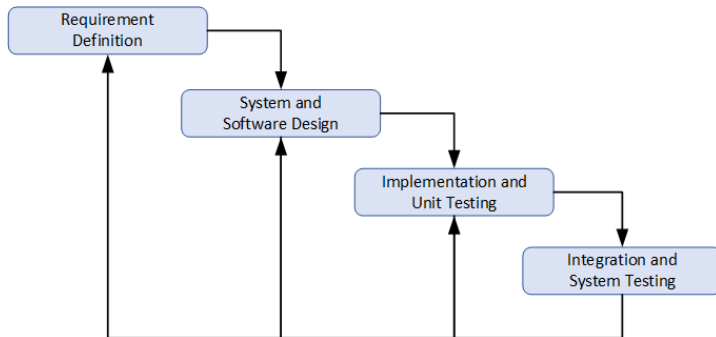 Requirement
Definition
System and
Software Design
Implementation and
Unit Testing
Integration and
System Testing